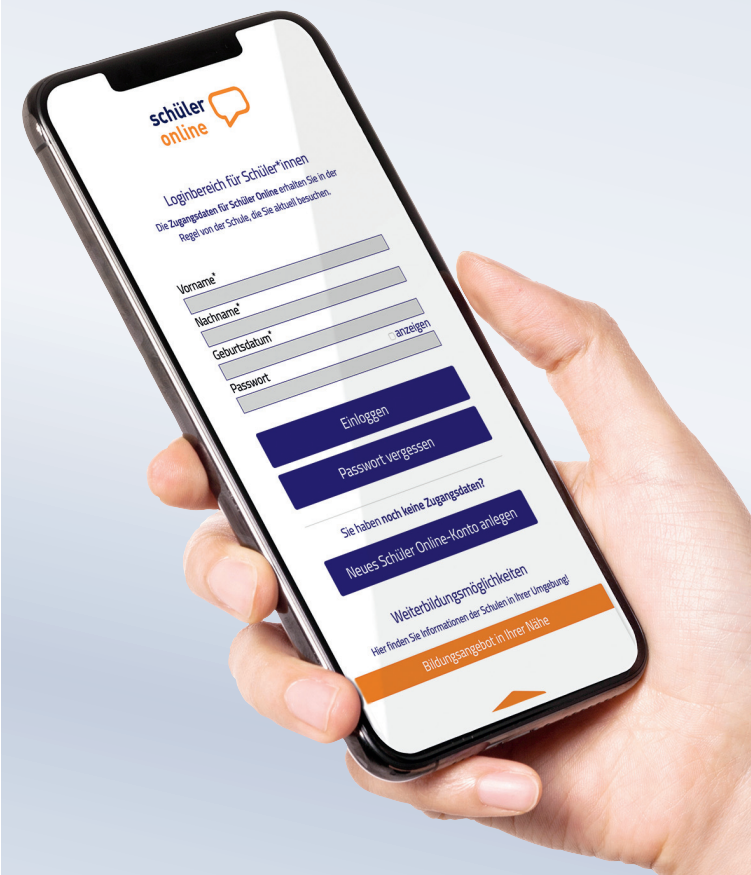 schüler
online
Loginbereich für Schüler*innen
Die Zugangsdaten für Schüler Online erhalten Sie in der
Regel von der Schule, die Sie aktuell besuchen.
Vorname*
Nachname*
Geburtsdatum*
Passwort
anzeigen
Einloggen
Passwort vergessen
Sie haben noch keine Zugangsdaten?
Neues Schüler Online-Konto anlegen
Weiterbildungsmöglichkeiten
Hier finden Sie Informationen der Schulen in Ihrer Umgebung!
Bildungsangebot in Ihrer Nähe